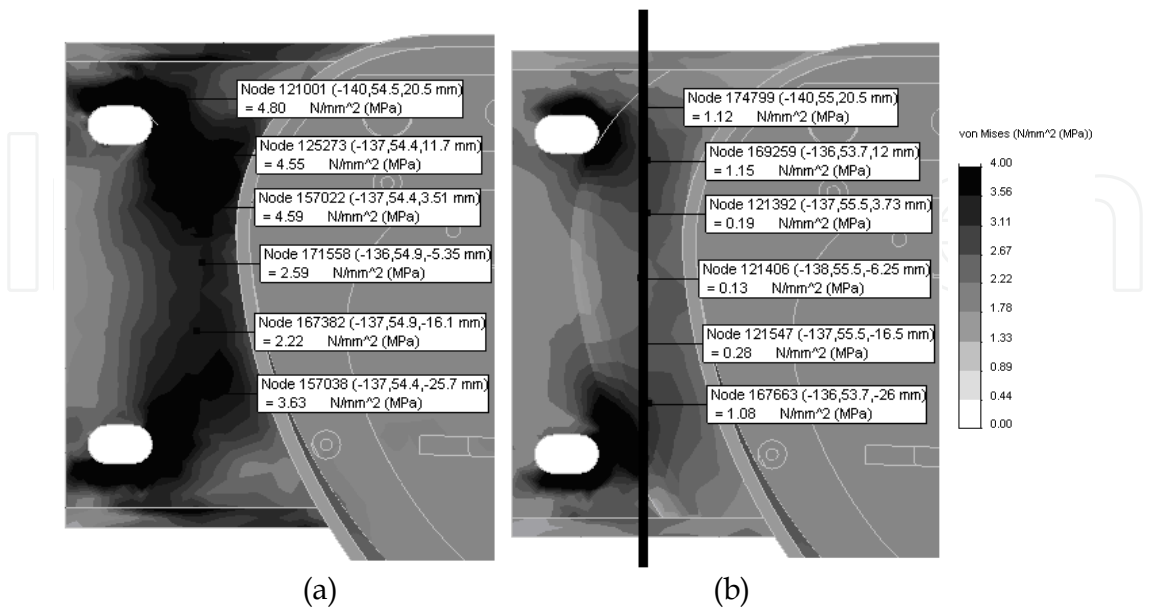 Node 121001 (-140,54.5,20.5 mm)
= 4.80 N/mm^2 (MPa)
Node 125273 (-137,54.4,11.7 mm)
= 4.55 N/mm^2 (MPa)
Node 157022 (-137,54.4,3.51 mm)
= 4.59 N/mm^2 (MPa)
Node 171558 (-136,54.9,-5.35 mm)
= 2.59 N/mm^2 (MPa)
Node 167382 (-137,54.9,-16.1 mm)
= 2.22 N/mm^2 (MPa)
Node 157038 (-137,54.4,-25.7 mm)
= 3.63 N/mm^2 (MPa)
(a)
Node 174799 (-140,55,20.5 mm)
= 1.12 N/mm^2 (MPa)
Node 169259 (-136,53.7,12 mm)
= 1.15 N/mm^2 (MPa)
Node 121392 (-137,55.5,3.73 mm)
= 0.19 N/mm^2 (MPa)
Node 121406 (-138,55.5,-6.25 mm)
= 0.13 N/mm^2 (MPa)
Node 121547 (-137,55.5,-16.5 mm)
= 0.28 N/mm^2 (MPa)
Node 167663 (-136,53.7,-26 mm)
= 1.08 N/mm^2 (MPa)
(b)
von Mises (N/mm^2 (MPa))
4.00
3.56
3.11
2.67
2.22
1.78
1.33
0.89
0.44
0.00